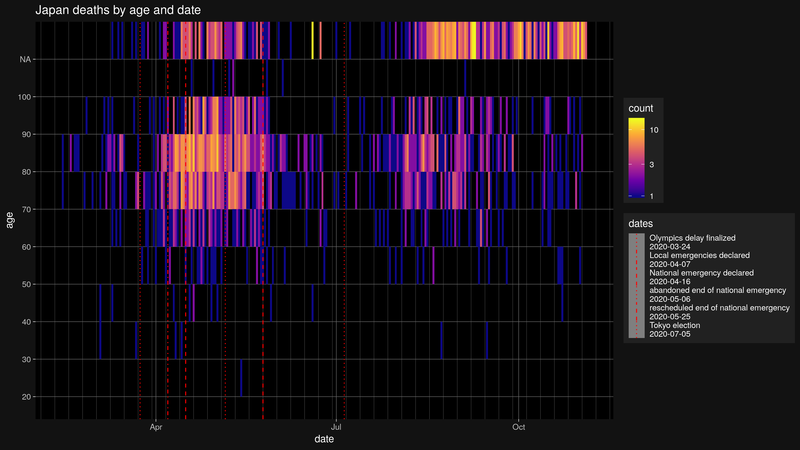 Japan deaths by age and date
NA
100
90
80
70
60
50
40
30
20
age
Apr
Jul
Oct
date
count
10
3
1
dates
Olympics delay finalized
2020-03-24
Local emergencies declared
2020-04-07
National emergency declared
2020-04-16
abandoned end of national emergency
2020-05-06
rescheduled end of national emergency
2020-05-25
Tokyo election
2020-07-05